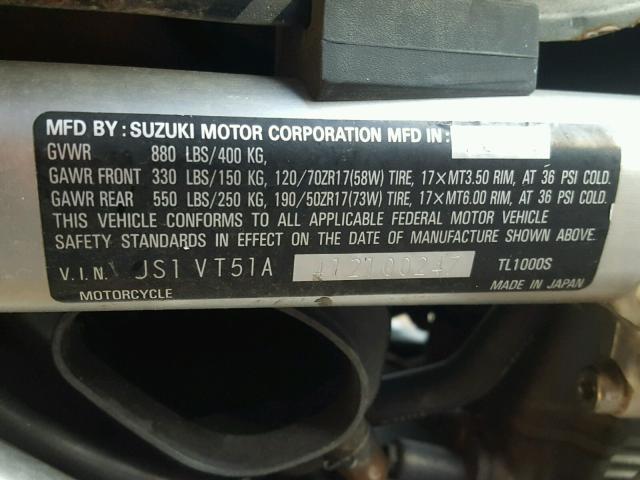 MFD BY: SUZUKI MOTOR CORPORATION MFD IN:
GVWR 880 LBS/400 KG,
GAWR FRONT 330 LBS/150 KG, 120/70ZR17(58W) TIRE, 17×MT3.50 RIM, AT 36 PSI COLD.
GAWR REAR 550 LBS/250 KG, 190/50ZR17(73W) TIRE, 17×MT6.00 RIM, AT 36 PSI COLD.
THIS VEHICLE CONFORMS TO ALL APPLICABLE FEDERAL MOTOR VEHICLE
SAFETY STANDARDS IN EFFECT ON THE DATE OF MANUFACTURE SHOWN ABOVE.
V.I.N. JS1VT51A TL1000S
MOTORCYCLE MADE IN JAPAN